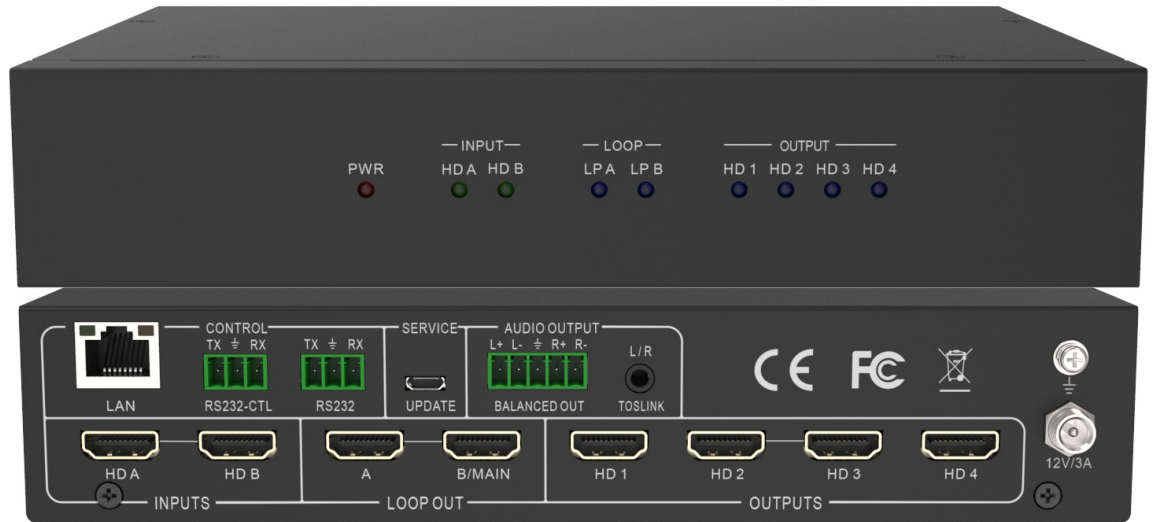 INPUT LOOP OUTPUT
PWR HD A HD B LP A LP B HD 1 HD 2 HD 3 HD 4
CONTROL SERVICE AUDIO OUTPUT
TX RX TX RX L+ L- R+ R- L/R
LAN RS232-CTL RS232 UPDATE BALANCED OUT TOSLINK
CE FC
HD A HD B A B/MAIN HD 1 HD 2 HD 3 HD 4 12V/3A
INPUTS LOOP OUT OUTPUTS